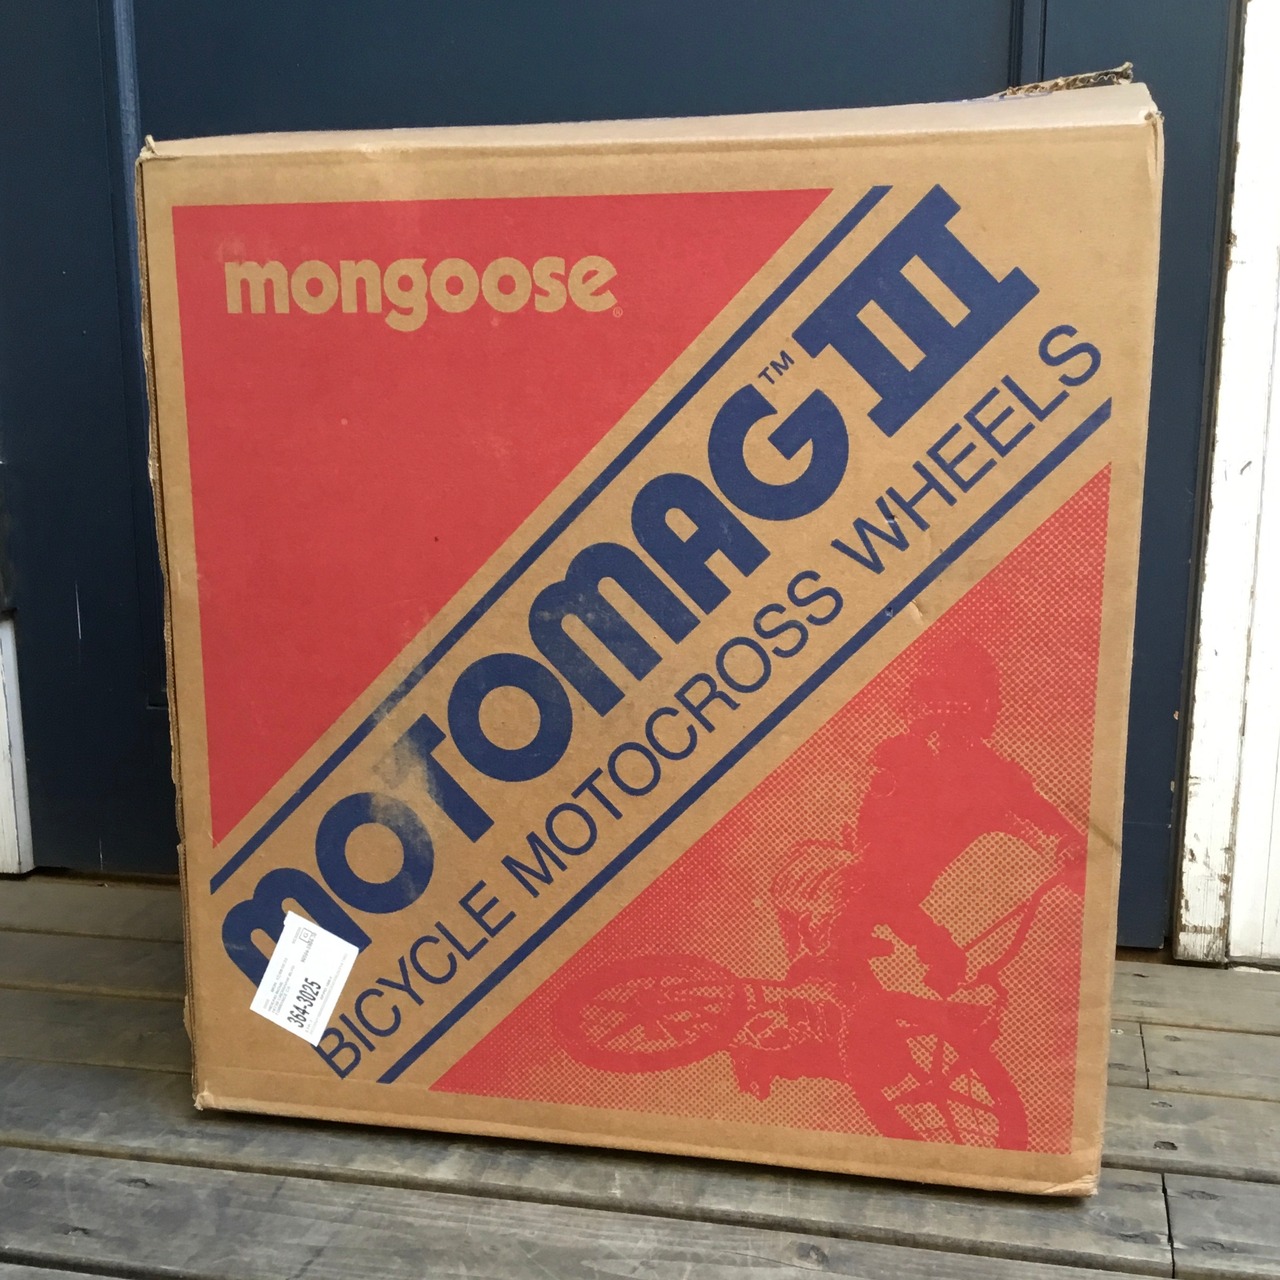 mongoose®
MOTOMAG™ III
BICYCLE MOTOCROSS WHEELS
364-3025